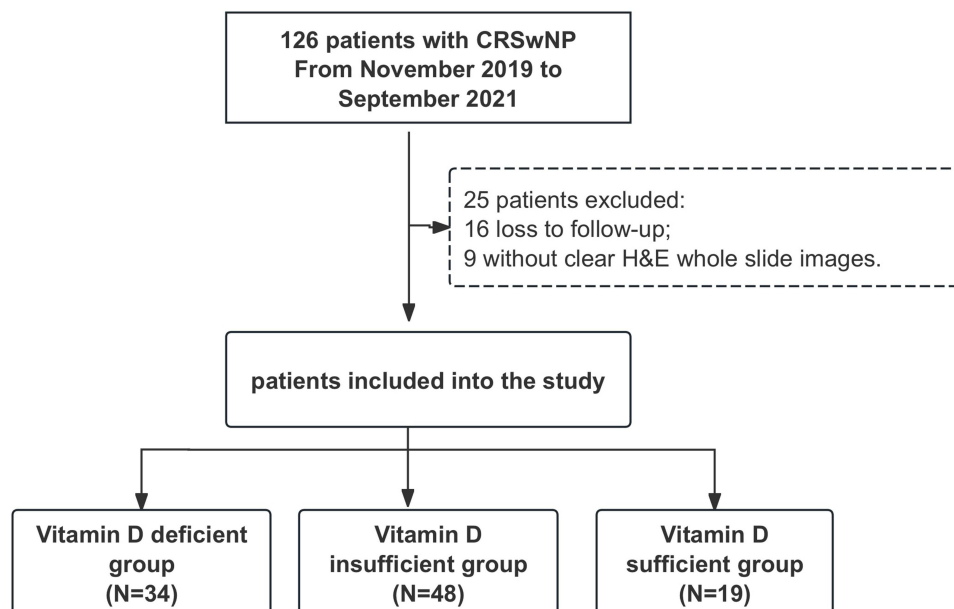 126 patients with CRSwNP
From November 2019 to
September 2021
25 patients excluded:
16 loss to follow-up;
9 without clear H&E whole slide images.
patients included into the study
Vitamin D deficient
group
(N=34)
Vitamin D
insufficient group
(N=48)
Vitamin D
sufficient group
(N=19)